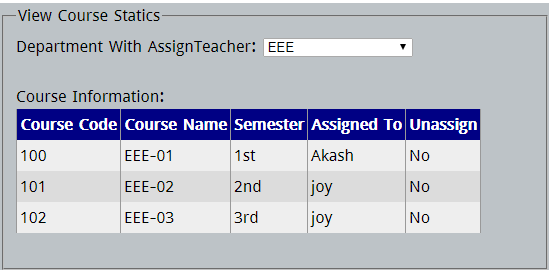 View Course Statics
Department With AssignTeacher: EEE
Course Information:
Course Code Course Name Semester Assigned To Unassign
100 EEE-01 1st Akash No
101 EEE-02 2nd joy No
102 EEE-03 3rd joy No